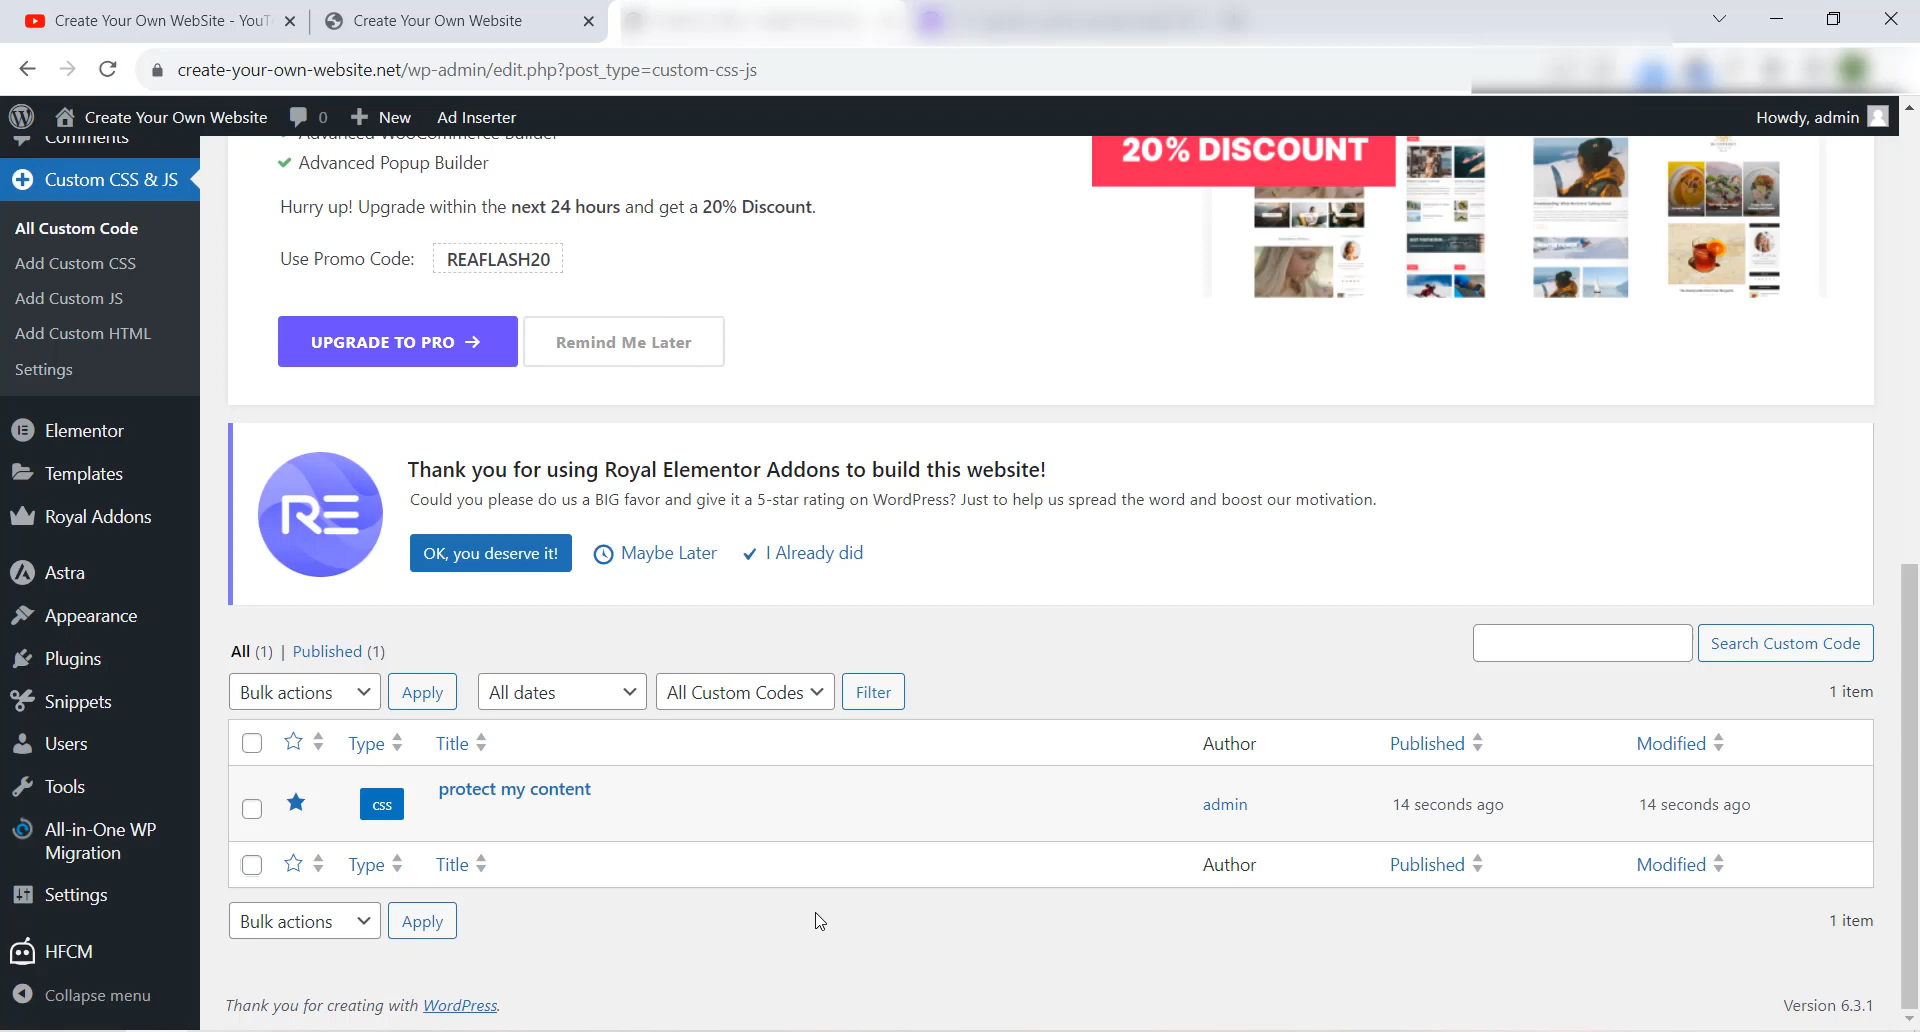 Create Your Own WebSite - YouT
Create Your Own Website
create-your-own-website.net/wp-admin/edit.php?post_type=custom-css-js
Create Your Own Website
0
New
Ad Inserter
Howdy, admin
Comments
Custom CSS & JS
All Custom Code
Add Custom CSS
Add Custom JS
Add Custom HTML
Settings
Elementor
Templates
Royal Addons
Astra
Appearance
Plugins
Snippets
Users
Tools
All-in-One WP
Migration
Settings
HFCM
Collapse menu
Advanced WooCommerce Builder
Advanced Popup Builder
Hurry up! Upgrade within the next 24 hours and get a 20% Discount.
Use Promo Code: REAFLASH20
UPGRADE TO PRO →
Remind Me Later
20% DISCOUNT
RE
Thank you for using Royal Elementor Addons to build this website!
Could you please do us a BIG favor and give it a 5-star rating on WordPress? Just to help us spread the word and boost our motivation.
OK, you deserve it!
Maybe Later
I Already did
All (1) | Published (1)
Search Custom Code
Bulk actions
Apply
All dates
All Custom Codes
Filter
1 item
Type Title Author Published Modified
css protect my content admin 14 seconds ago 14 seconds ago
Type Title Author Published Modified
Bulk actions
Apply
1 item
Thank you for creating with WordPress.
Version 6.3.1